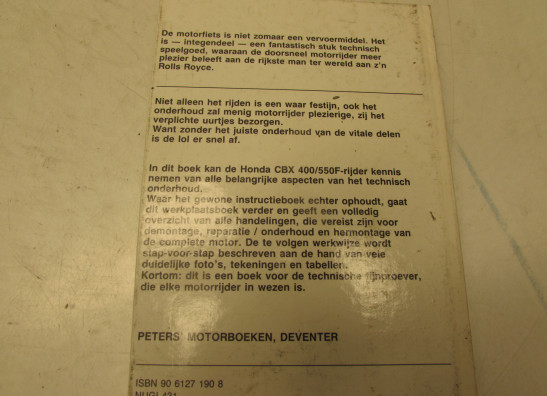 De motorfiets is niet zomaar een vervoermiddel. Het
is — integendeel — een fantastisch stuk technisch
speelgoed, waaraan de doorsneel motorrijder meer
plezier beleeft aan de rijkste man ter wereld aan z'n
Rolls Royce.
Niet alleen het rijden is een waar festijn, ook het
onderhoud zal menig motorrijder plezierige, zij het
verplichte uurtjes bezorgen.
Want zonder het juiste onderhoud van de vitale delen
is de lol er snel af.
In dit boek kan de Honda CBX 400/550F-rijder kennis
nemen van alle belangrijke aspecten van het technisch
onderhoud.
Waar het gewone instructieboek echter ophoudt, gaat
dit werkplaatsboek verder en geeft een volledig
overzicht van alle handelingen, die vereist zijn voor
demontage, reparatie / onderhoud en hermontage van
de complete motor. De te volgen werkwijze wordt
stap-voor-stap beschreven aan de hand van vele
duidelijke foto's, tekeningen en tabellen.
Kortom: dit is een boek voor de technische fijnproever,
die elke motorrijder in wezen is.
PETERS' MOTORBOEKEN, DEVENTER
ISBN 90 6127 190 8
NUGI 431